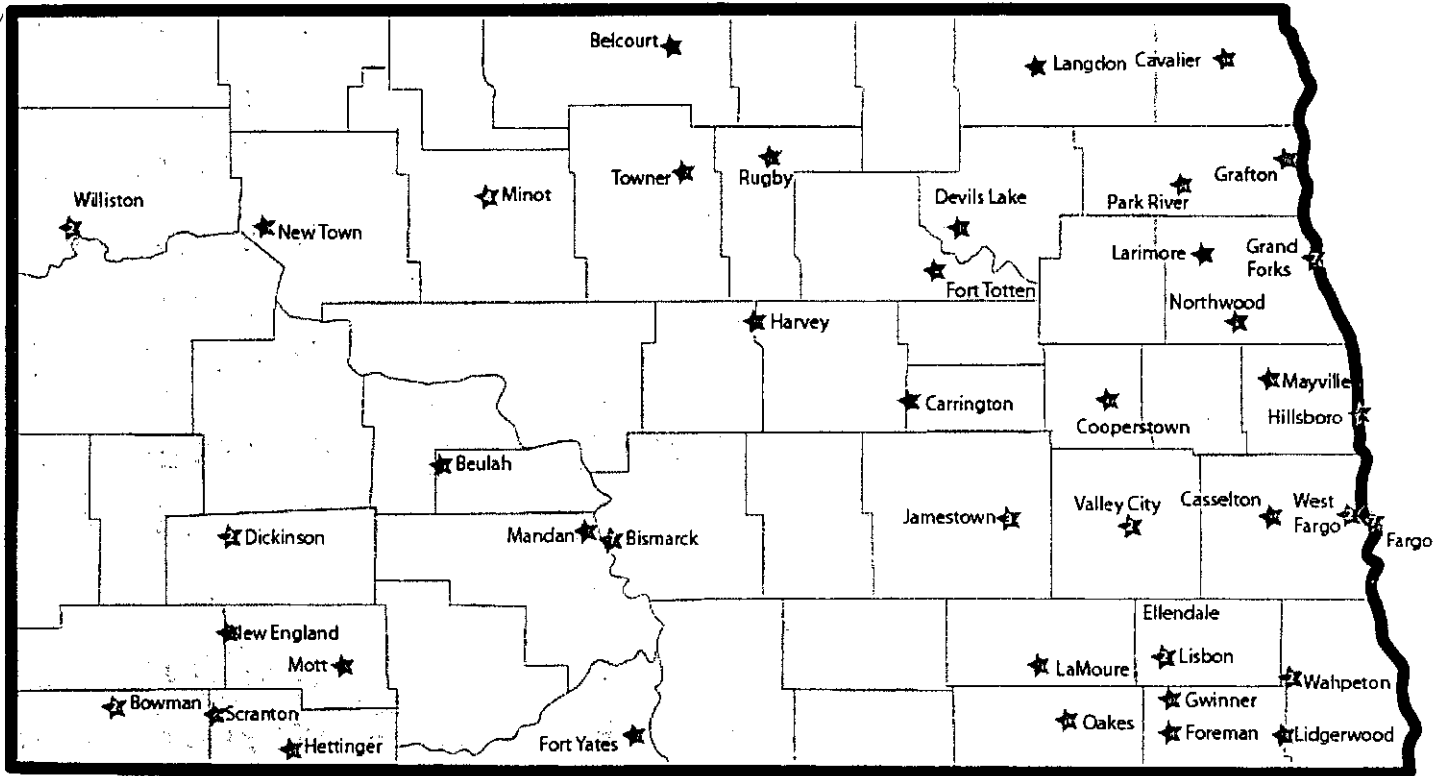 Belcourt
Langdon
Cavalier
Grafton
Towner
Rugby
Park River
Minot
Williston
New Town
Devils Lake
Fort Totten
Larimore
Grand
Forks
Northwood
Harvey
Mayville
Carrington
Cooperstown
Hillsboro
Beulah
Dickinson
Mandan
Bismarck
Jamestown
Valley City
Casselton
West
Fargo
Fargo
New England
Mott
Ellendale
Lisbon
LaMoure
Wahpeton
Bowman
Scranton
Hettinger
Fort Yates
Oakes
Gwinner
Foreman
Lidgerwood